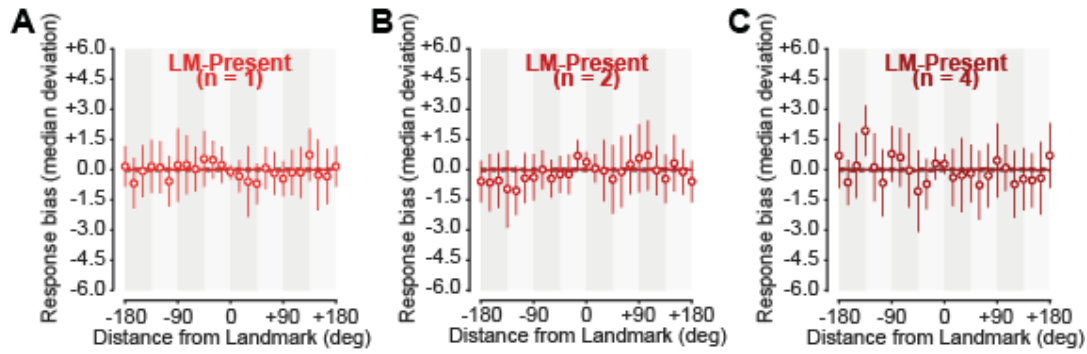 A
Response bias (median deviation)
+6.0
+4.5
+3.0
+1.5
0.0
-1.5
-3.0
-4.5
-6.0
LM-Present
(n = 1)
-180
-90
0
+90
+180
Distance from Landmark (deg)
B
Response bias (median deviation)
+6.0
+4.5
+3.0
+1.5
0.0
-1.5
-3.0
-4.5
-6.0
LM-Present
(n = 2)
-180
-90
0
+90
+180
Distance from Landmark (deg)
C
Response bias (median deviation)
+6.0
+4.5
+3.0
+1.5
0.0
-1.5
-3.0
-4.5
-6.0
LM-Present
(n = 4)
-180
-90
0
+90
+180
Distance from Landmark (deg)